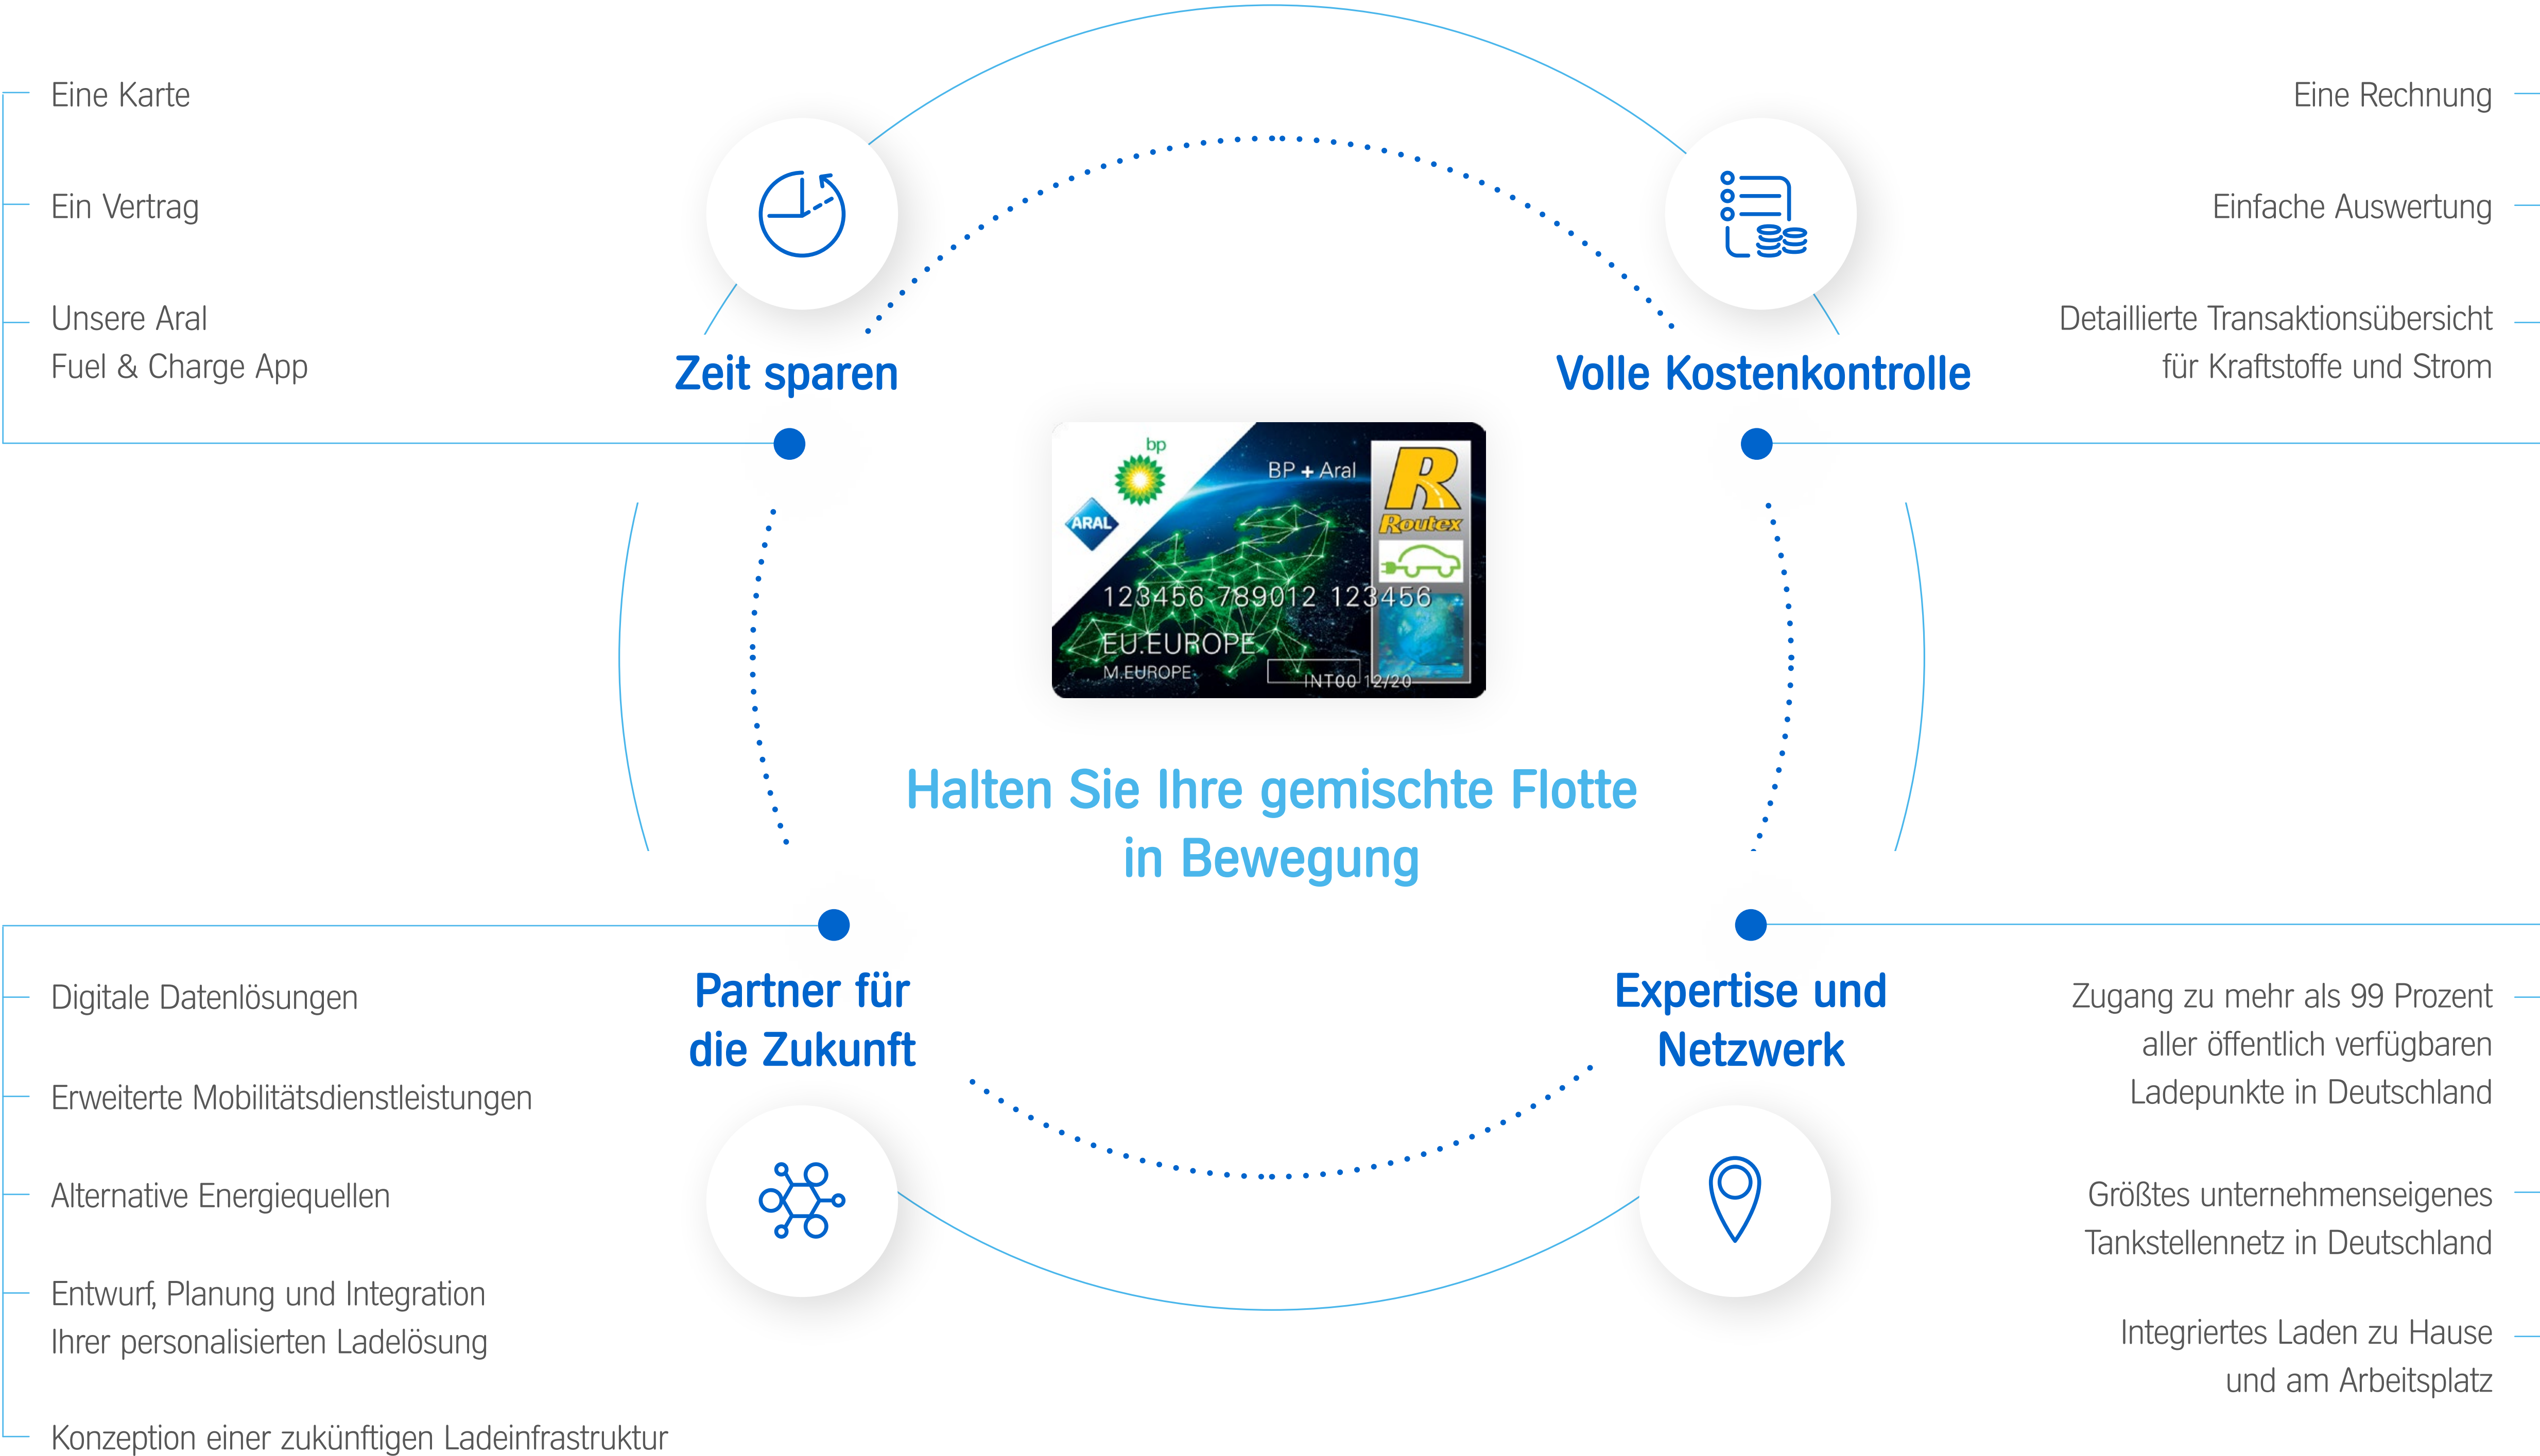 Eine Karte
Ein Vertrag
Unsere Aral
Fuel & Charge App
Zeit sparen
Eine Rechnung
Einfache Auswertung
Detaillierte Transaktionsübersicht
für Kraftstoffe und Strom
Volle Kostenkontrolle
bp
BP + Aral
ARAL
R
Routex
123456 789012 123456
EU.EUROPE
M.EUROPE
INT00 12/20
Halten Sie Ihre gemischte Flotte
in Bewegung
Partner für
die Zukunft
Digitale Datenlösungen
Erweiterte Mobilitätsdienstleistungen
Alternative Energiequellen
Entwurf, Planung und Integration
Ihrer personalisierten Ladelösung
Konzeption einer zukünftigen Ladeinfrastruktur
Expertise und
Netzwerk
Zugang zu mehr als 99 Prozent
aller öffentlich verfügbaren
Ladepunkte in Deutschland
Größtes unternehmenseigenes
Tankstellennetz in Deutschland
Integriertes Laden zu Hause
und am Arbeitsplatz